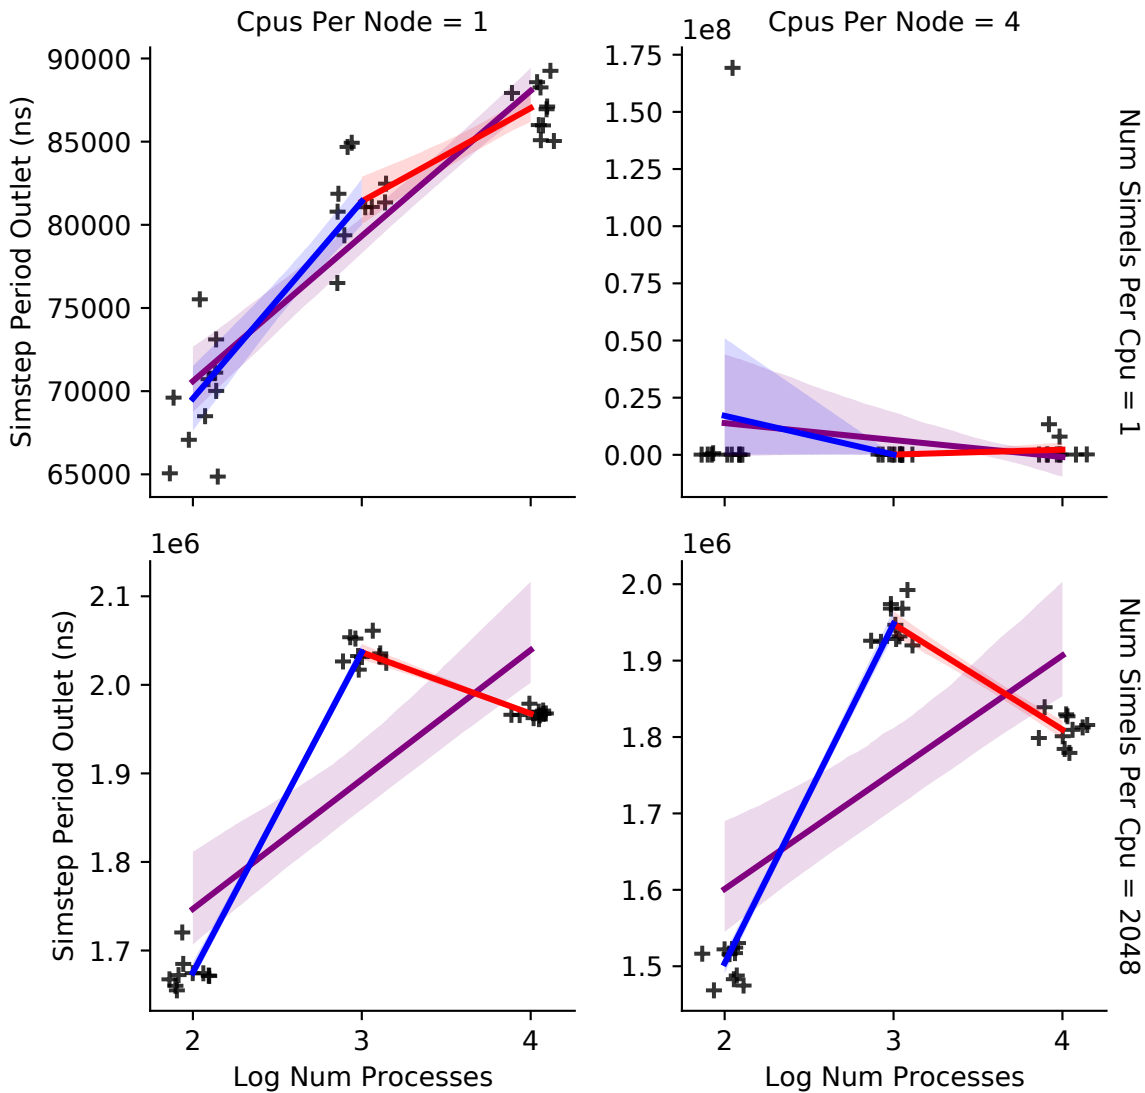 Cpus Per Node = 1
Cpus Per Node = 4
1e8
90000
85000
80000
75000
70000
65000
Simstep Period Outlet (ns)
1.75
1.50
1.25
1.00
0.75
0.50
0.25
0.00
Num Simels Per Cpu = 1
1e6
2.1
2.0
1.9
1.8
1.7
Simstep Period Outlet (ns)
2
3
4
Log Num Processes
1e6
2.0
1.9
1.8
1.7
1.6
1.5
2
3
4
Log Num Processes
Num Simels Per Cpu = 2048